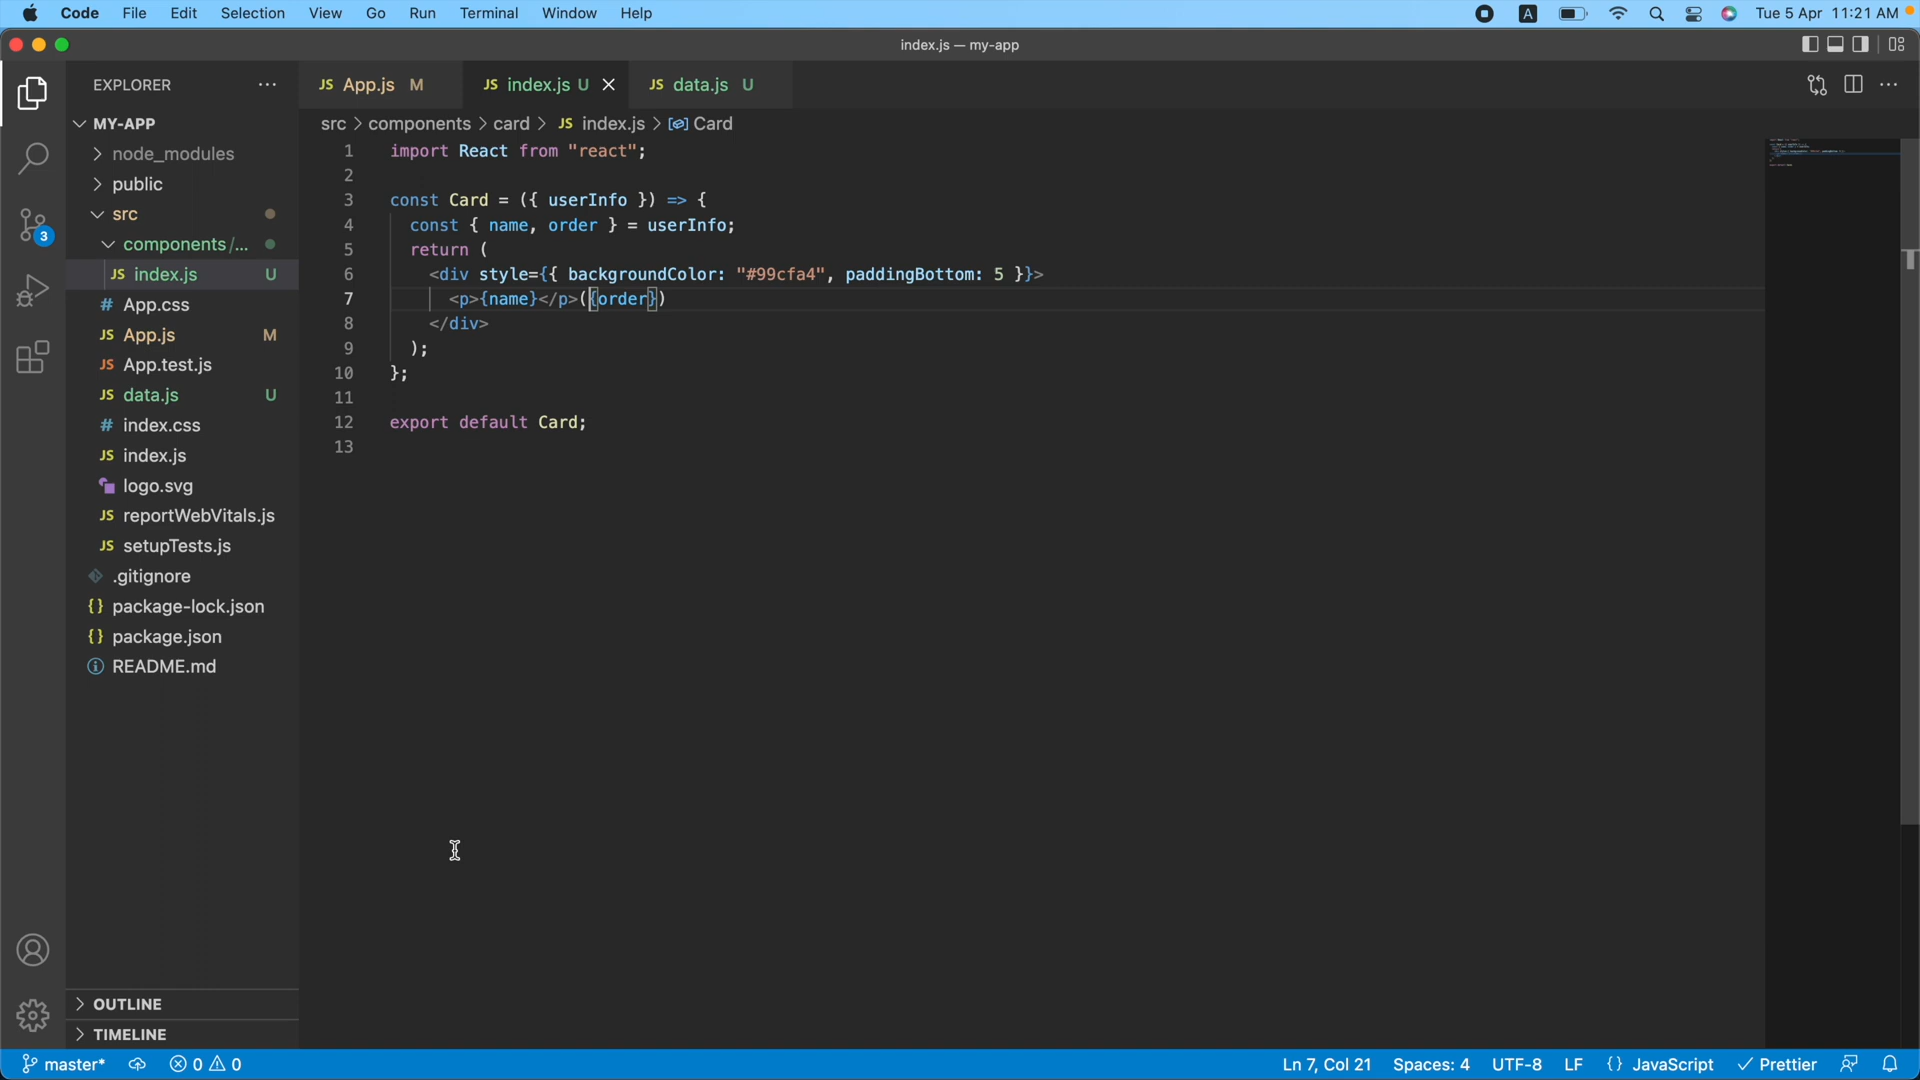 Code File Edit Selection View Go Run Terminal Window Help A Tue 5 Apr 11:21 AM
index.js — my-app
EXPLORER ···
JS App.js M
JS index.js U
JS data.js U
MY-APP
src > components > card > JS index.js > Card
node_modules
public
src
components/...
JS index.js U
# App.css
JS App.js M
JS App.test.js
JS data.js U
# index.css
JS index.js
logo.svg
JS reportWebVitals.js
JS setupTests.js
.gitignore
{} package-lock.json
{} package.json
README.md
3
1 import React from "react";
2
3 const Card = ({ userInfo }) => {
4 const { name, order } = userInfo;
5 return (
6 <div style={{ backgroundColor: "#99cfa4", paddingBottom: 5 }}>
7 <p>{name}</p>({order})
8 </div>
9 );
10 };
11
12 export default Card;
13
OUTLINE
TIMELINE
master* 0 0 Ln 7, Col 21 Spaces: 4 UTF-8 LF {} JavaScript Prettier